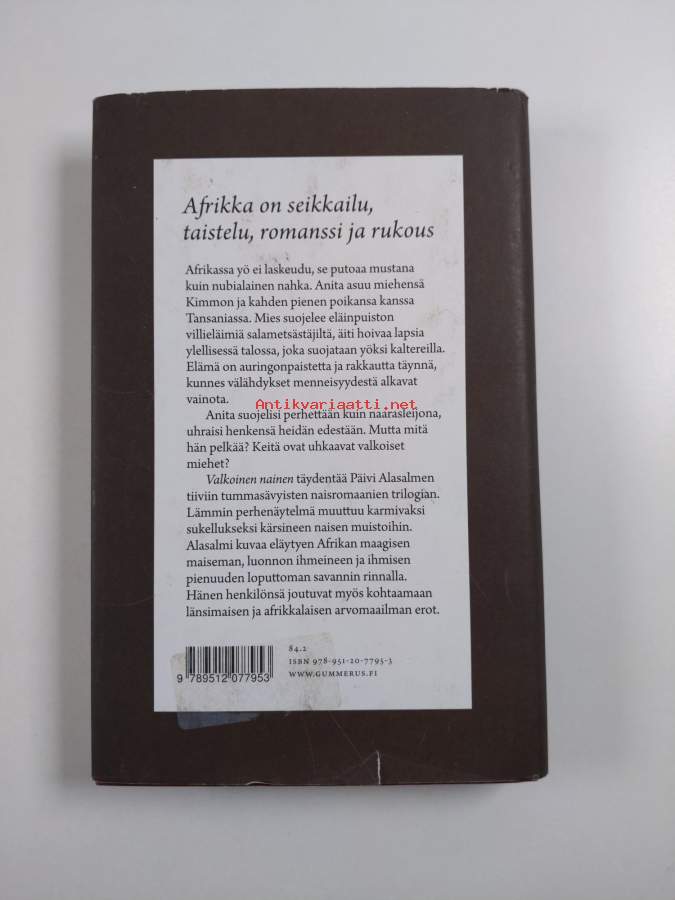 Afrikka on seikkailu,
taistelu, romanssi ja rukous
Afrikassa yö ei laskeudu, se putoaa mustana
kuin nubialainen nahka. Anita asuu miehensä
Kimmon ja kahden pienen poikansa kanssa
Tansaniassa. Mies suojelee eläinpuiston
villieläimiä salametsästäjiltä, äiti hoivaa lapsia
ylellisessä talossa, joka suojataan yöksi kaltereilla.
Elämä on auringonpaistetta ja rakkautta täynnä,
kunnes välähdykset menneisyydestä alkavat
vainota.
Antikvariaatti.net
Anita suojelisi perhettään kuin naarasleijona,
uhraisi henkensä heidän edestään. Mutta mitä
hän pelkää? Keitä ovat uhkaavat valkoiset
miehet?
Valkoinen nainen täydentää Päivi Alasalmen
tiiviin tummasävyisten naisromaanien trilogian.
Lämmin perhenäytelmä muuttuu karmivaksi
sukellukseksi kärsineen naisen muistoihin.
Alasalmi kuvaa eläytyen Afrikan maagisen
maiseman, luonnon ihmeineen ja ihmisen
pienuuden loputtoman savannin rinnalla.
Hänen henkilönsä joutuvat myös kohtaamaan
länsimaisen ja afrikkalaisen arvomaailman erot.
84.2
ISBN 978-951-20-7795-3
WWW.GUMMERUS.FI
9 789512 077953